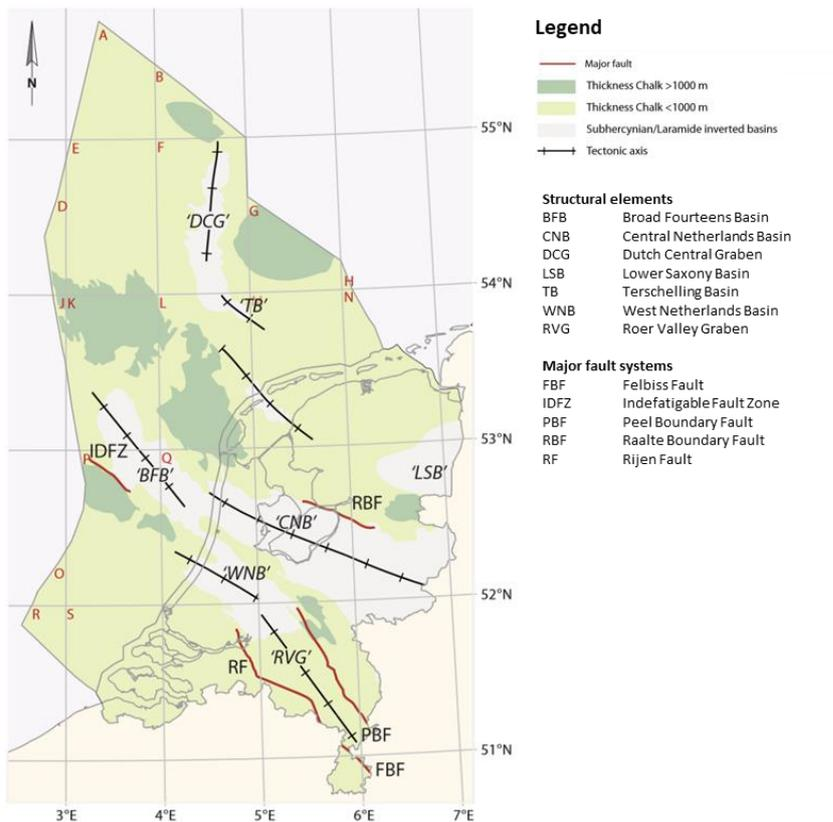 Legend
Major fault
Thickness Chalk >1000 m
Thickness Chalk <1000 m
Subhercynian/Laramide inverted basins
Tectonic axis
Structural elements
BFB Broad Fourteens Basin
CNB Central Netherlands Basin
DCG Dutch Central Graben
LSB Lower Saxony Basin
TB Terschelling Basin
WNB West Netherlands Basin
RVG Roer Valley Graben
Major fault systems
FBF Felbiss Fault
IDFZ Indefatigable Fault Zone
PBF Peel Boundary Fault
RBF Raalte Boundary Fault
RF Rijen Fault
N
A
B
55°N
E F
D
G
'DCG'
H
54°N
N
J K L
'TB'
53°N
IDFZ
P Q
'BFB'
'LSB'
RBF
'CNB'
O
'WNB'
52°N
R S
'RVG'
RF
PBF
51°N
FBF
3°E 4°E 5°E 6°E 7°E